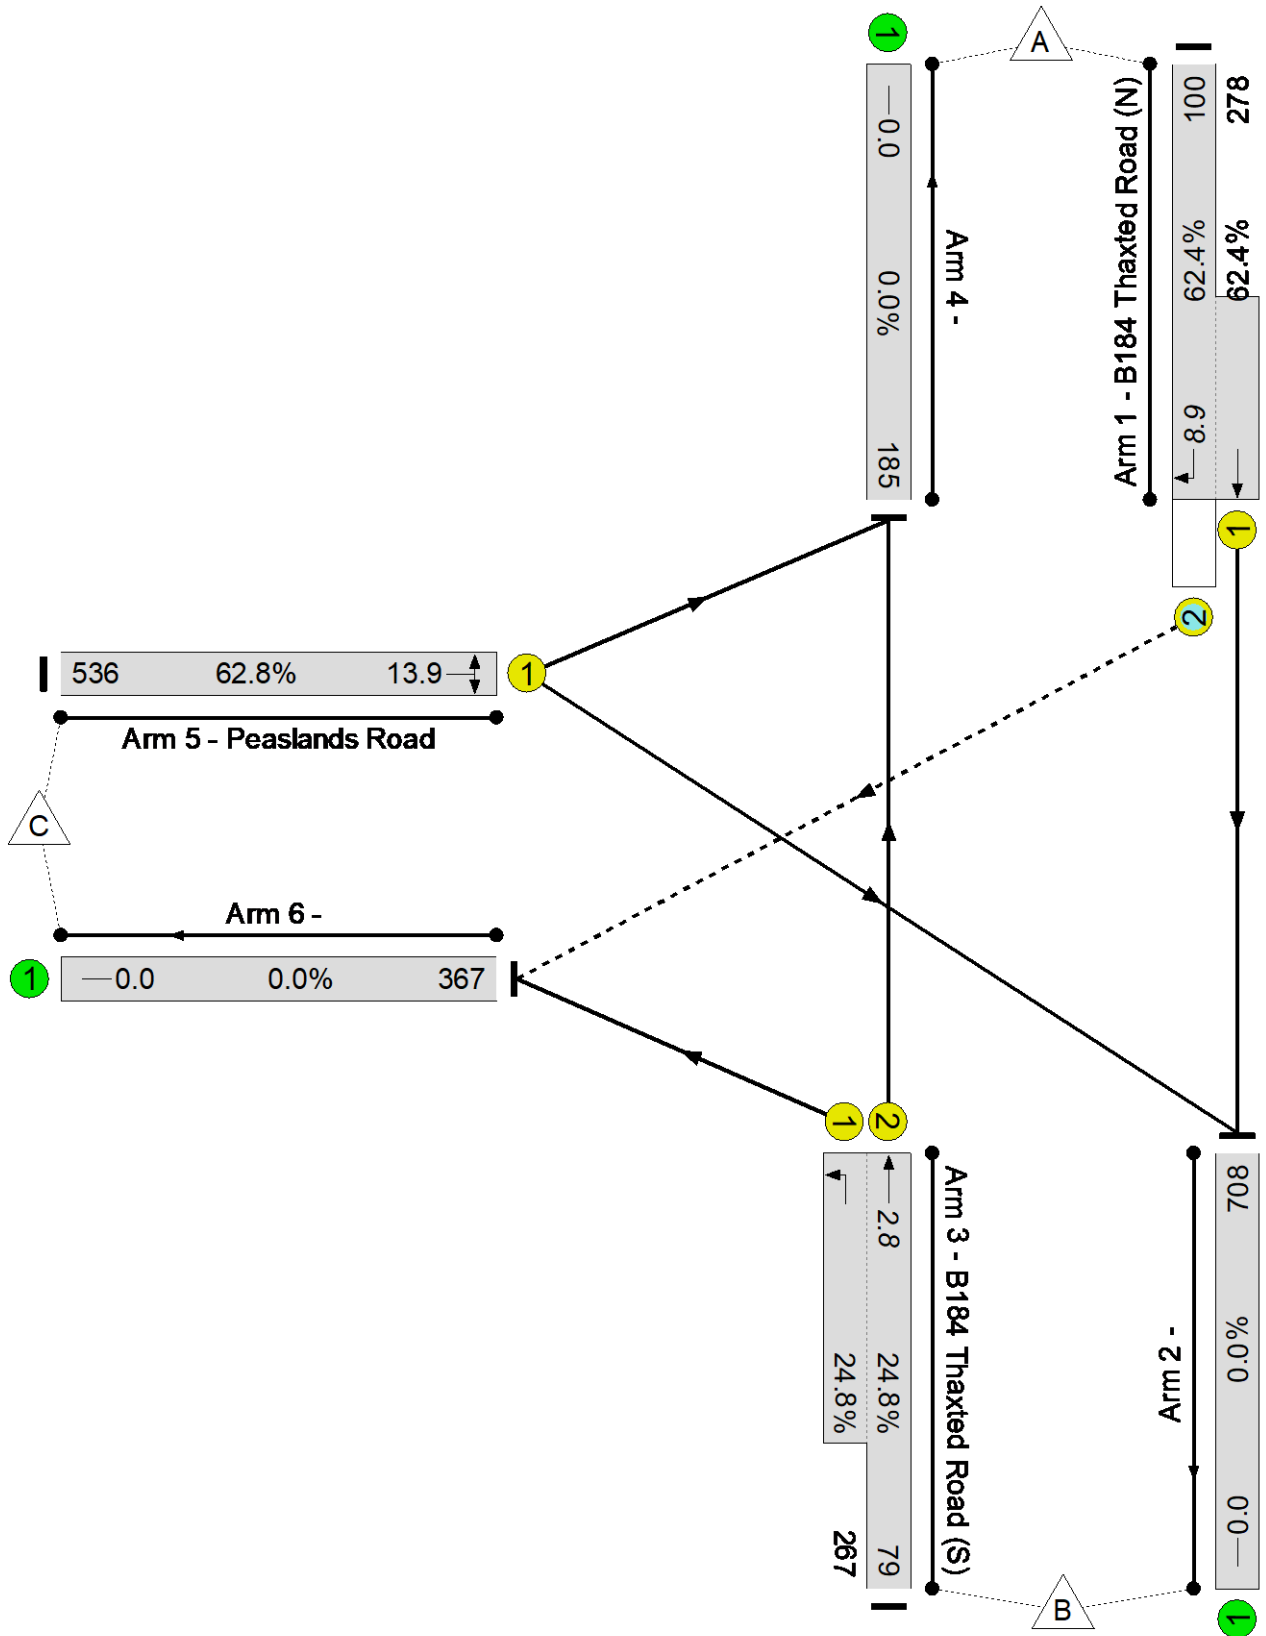 1
A
Arm 4 -
0.0
0.0%
185
Arm 1 - B184 Thaxted Road (N)
100
62.4%
8.9
278
62.4%
1
2
536 62.8% 13.9
1
Arm 5 - Peaslands Road
C
Arm 6 -
1
0.0 0.0% 367
1
2
Arm 3 - B184 Thaxted Road (S)
2.8
24.8%
79
24.8%
267
Arm 2 -
708
0.0%
0.0
B
1